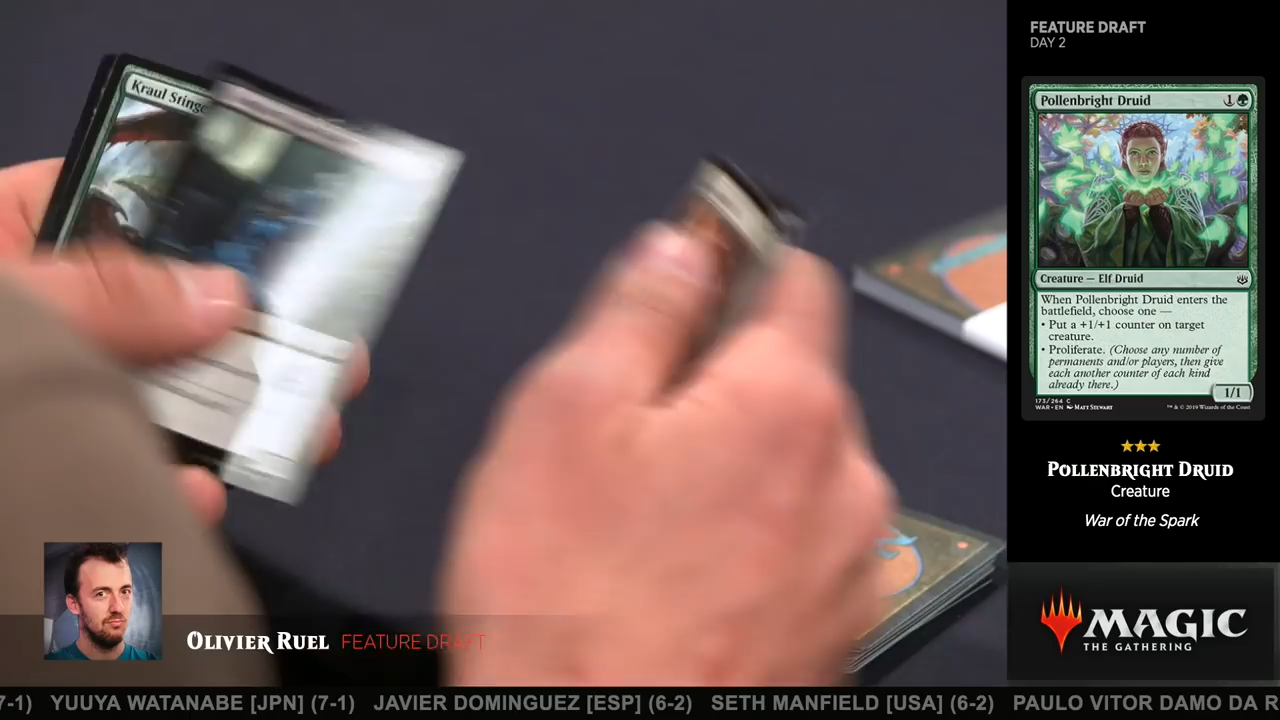 FEATURE DRAFT
DAY 2
Kraul Stinge
Pollenbright Druid 1
Creature — Elf Druid
When Pollenbright Druid enters the
battlefield, choose one —
• Put a +1/+1 counter on target
creature.
• Proliferate. (Choose any number of
permanents and/or players, then give
each another counter of each kind
already there.)
1/1
173/264 C
WAR • EN MATT STEWART
™ & © 2019 Wizards of the Coast
POLLENBRIGHT DRUID
Creature
War of the Spark
OLIVIER RUEL FEATURE DRAFT
MAGIC
THE GATHERING
7-1) YUUYA WATANABE [JPN] (7-1) JAVIER DOMINGUEZ [ESP] (6-2) SETH MANFIELD [USA] (6-2) PAULO VITOR DAMO DA R